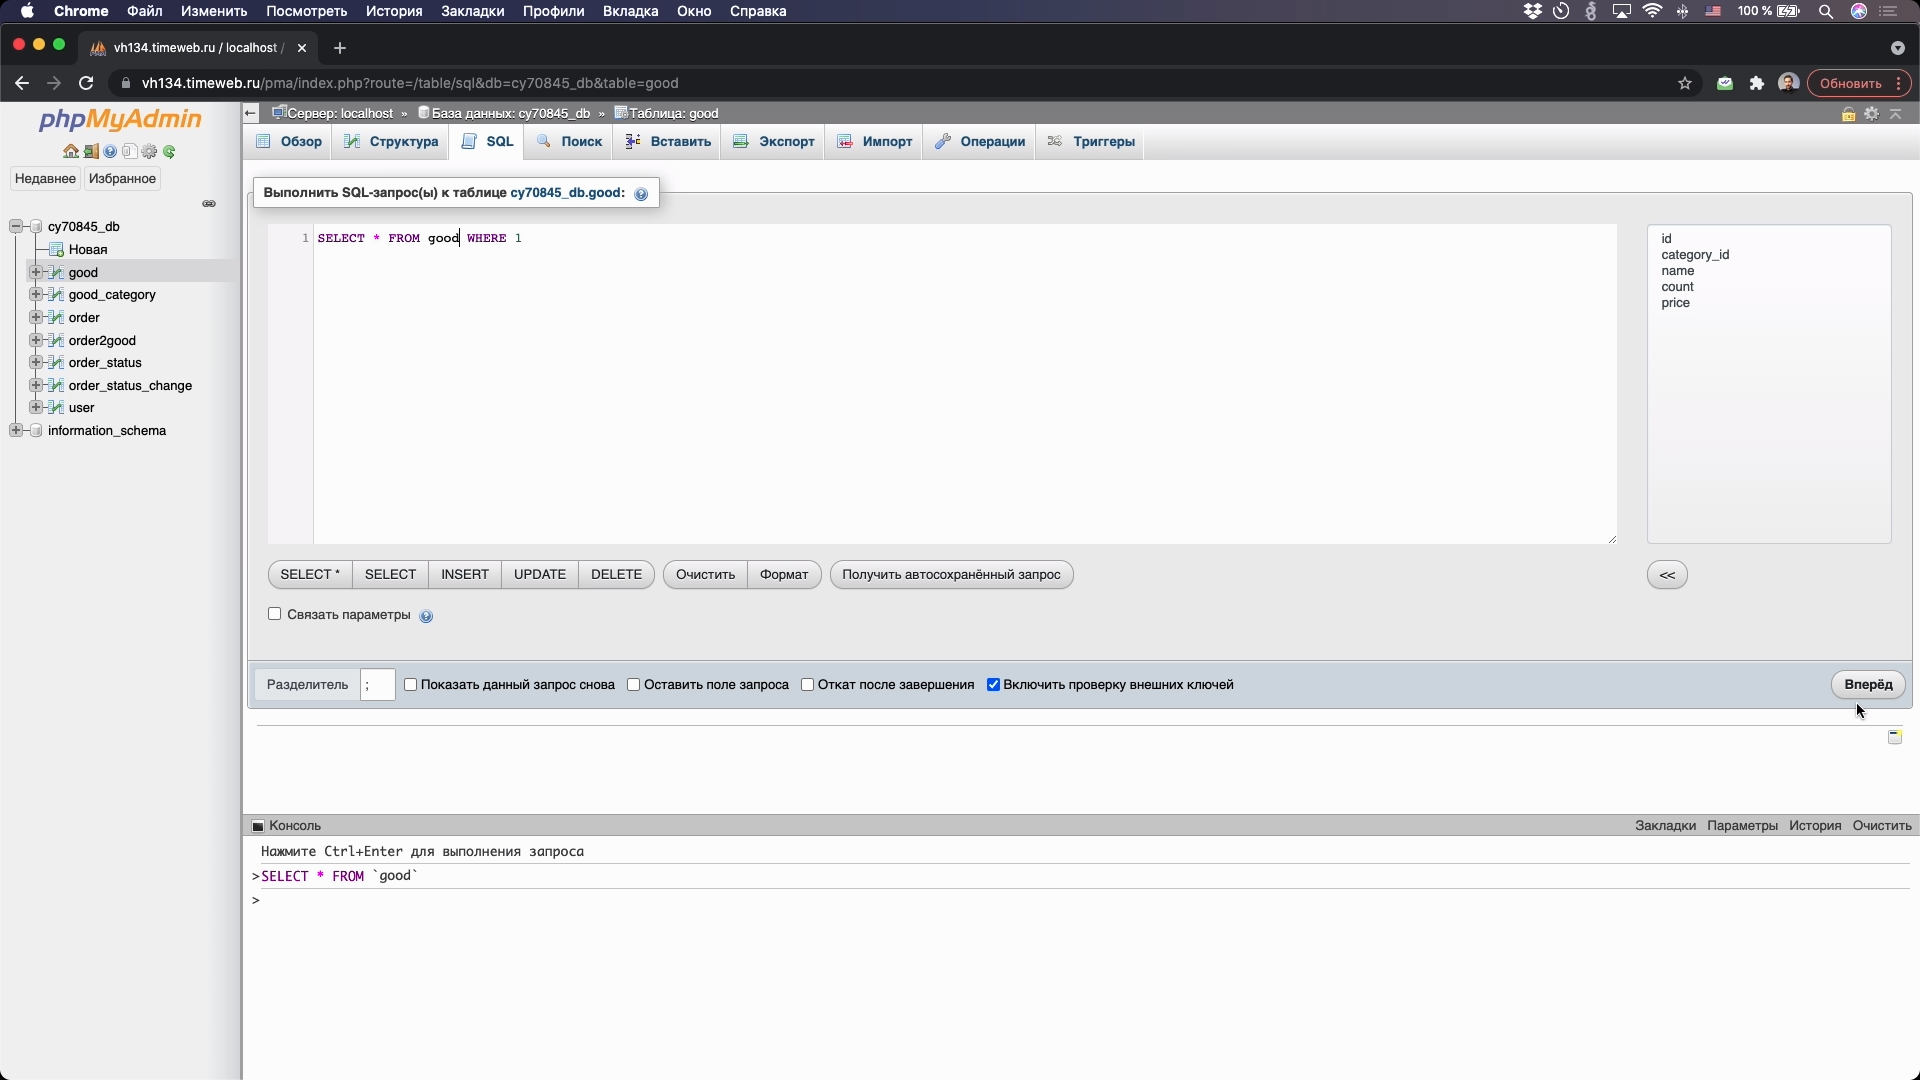 Chrome Файл Изменить Посмотреть История Закладки Профили Вкладка Окно Справка 100 %
vh134.timeweb.ru / localhost /
vh134.timeweb.ru/pma/index.php?route=/table/sql&db=cy70845_db&table=good Обновить
phpMyAdmin
Недавнее Избранное
cy70845_db
Новая
good
good_category
order
order2good
order_status
order_status_change
user
information_schema
Сервер: localhost » База данных: cy70845_db » Таблица: good
Обзор Структура SQL Поиск Вставить Экспорт Импорт Операции Триггеры
Выполнить SQL-запрос(ы) к таблице cy70845_db.good:
1 SELECT * FROM good WHERE 1
id
category_id
name
count
price
SELECT * SELECT INSERT UPDATE DELETE Очистить Формат Получить автосохранённый запрос <<
Связать параметры
Разделитель ; Показать данный запрос снова Оставить поле запроса Откат после завершения Включить проверку внешних ключей Вперёд
Консоль Закладки Параметры История Очистить
Нажмите Ctrl+Enter для выполнения запроса
>SELECT * FROM `good`
>